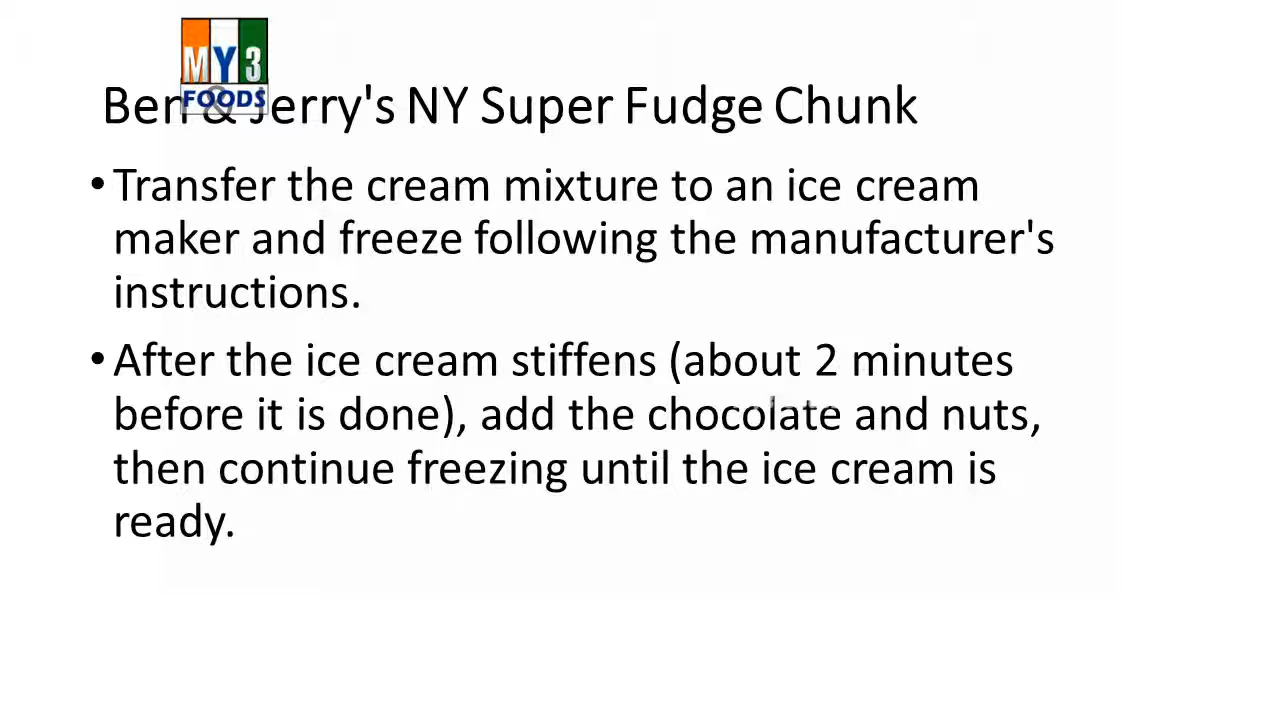 MY3
FOODS
Ben & Jerry's NY Super Fudge Chunk
• Transfer the cream mixture to an ice cream
maker and freeze following the manufacturer's
instructions.
• After the ice cream stiffens (about 2 minutes
before it is done), add the chocolate and nuts,
then continue freezing until the ice cream is
ready.